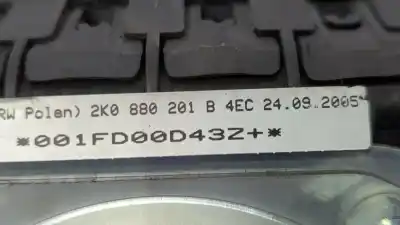 RW Polen) 2K0 880 201 B 4EC 24.09.2005
*001FD00D43Z+*